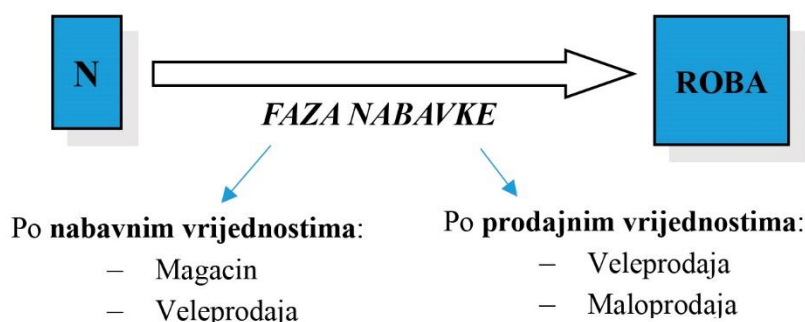 N
ROBA
FAZA NABAVKE
Po nabavnim vrijednostima:
– Magacin
– Veleprodaja
Po prodajnim vrijednostima:
– Veleprodaja
– Maloprodaja